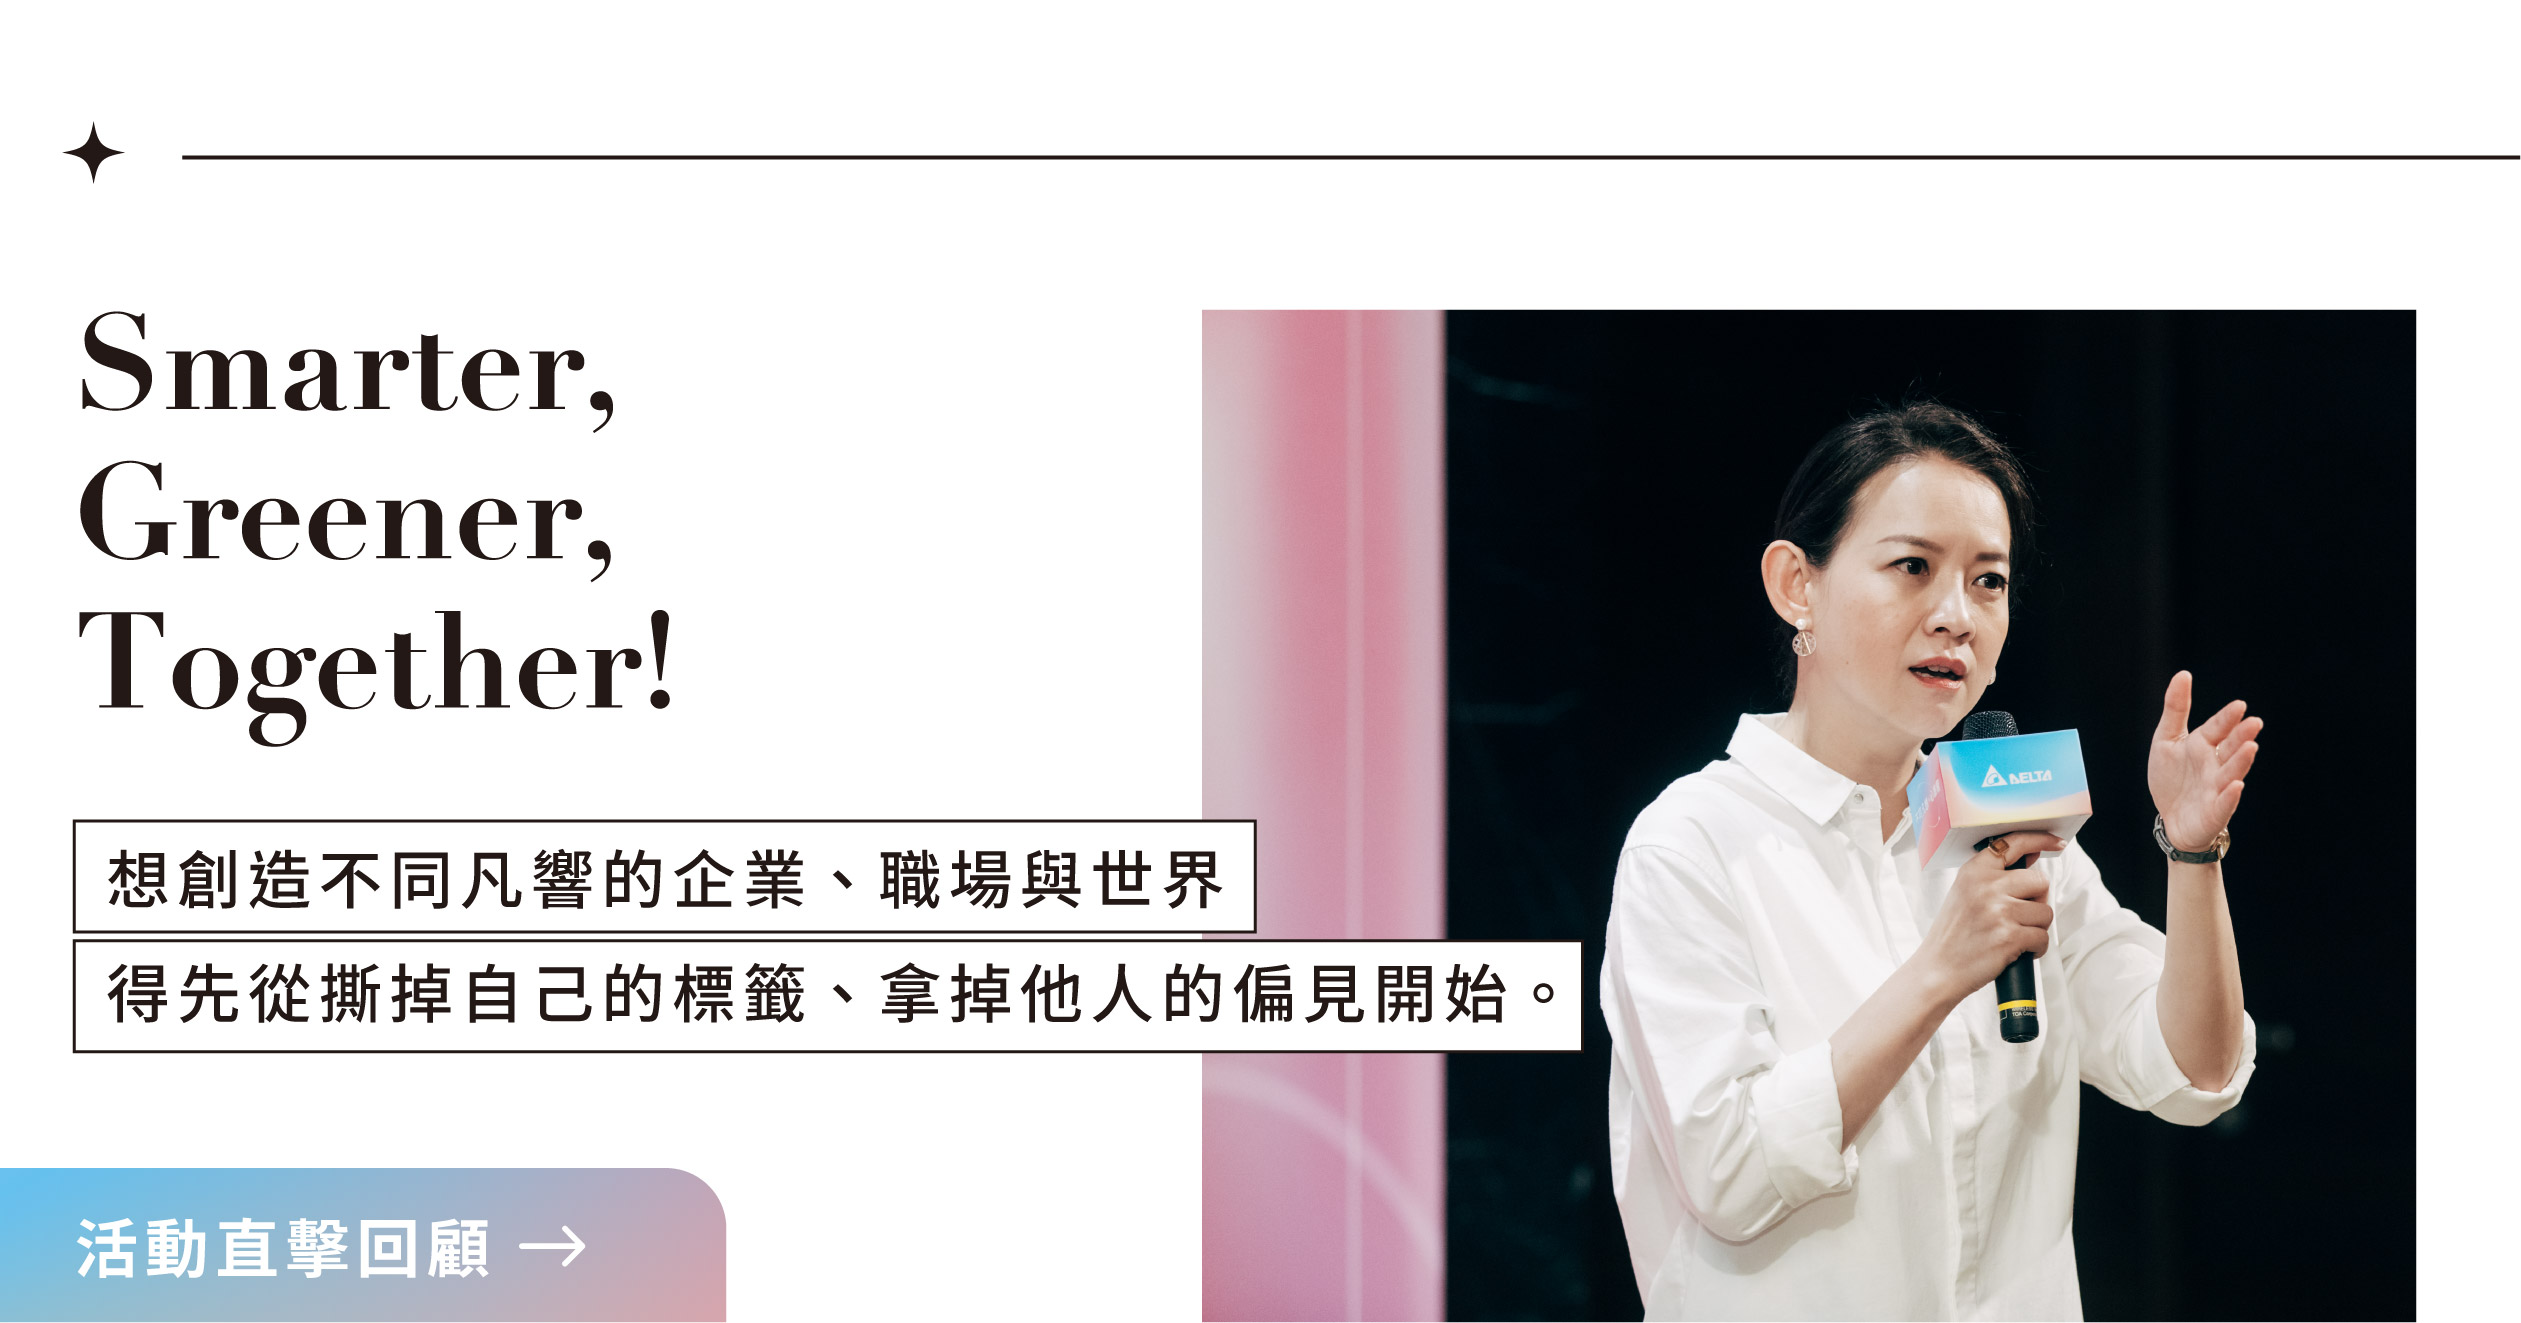 Smarter,
Greener,
Together!
想創造不同凡響的企業、職場與世界
得先從撕掉自己的標籤、拿掉他人的偏見開始。
活動直擊回顧 →
DELTA